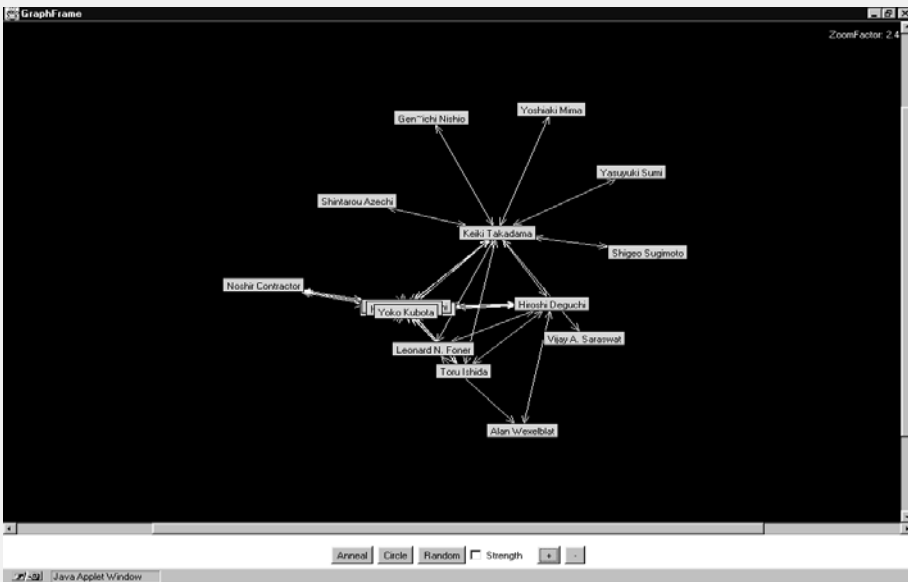 GraphFrame
ZoomFactor: 2.4
Yoshiaki Mima
Gen~ichi Nishio
Yasuyuki Sumi
Shintarou Azechi
Keiki Takadama
Shigeo Sugimoto
Noshir Contractor
Hiroshi Deguchi
Yoko Kubota
Vijay A. Saraswat
Leonard N. Foner
Toru Ishida
Alan Wexelblat
Anneal Circle Random Strength + -
Java Applet Window